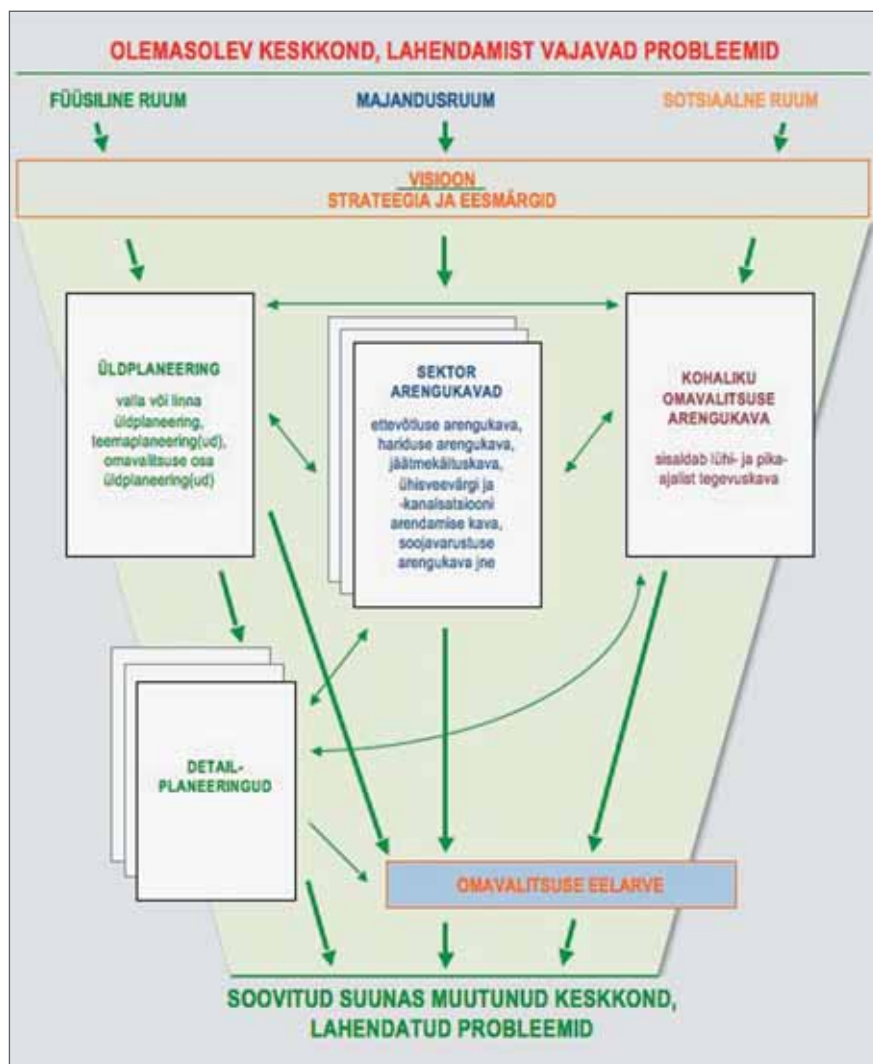 OLEMASOLEV KESKKOND, LAHENDAMIST VAJAVAD PROBLEEMID
FÜÜSILINE RUUM
MAJANDUSRUUM
SOTSIAALNE RUUM
VISIOON
STRATEEGIA JA EESMÄRGID
ÜLDPLANEERING
valla või linna
üldplaneering,
teemaplaneering(ud),
omavalitsuse osa
üldplaneering(ud)
SEKTOR
ARENGUKAVAD
ettevõtluse arengukava,
hariduse arengukava,
jäätmekäituskava,
ühisveevärgi ja
-kanalisatsiooni
arendamise kava,
soojavarustuse
arengukava jne
KOHALIKU
OMAVALITSUSE
ARENGUKAVA
sisaldab lühi- ja pika-
ajalist tegevuskava
DETAIL-
PLANEERINGUD
OMAVALITSUSE EELARVE
SOOVITUD SUUNAS MUUTUNUD KESKKOND,
LAHENDATUD PROBLEEMID